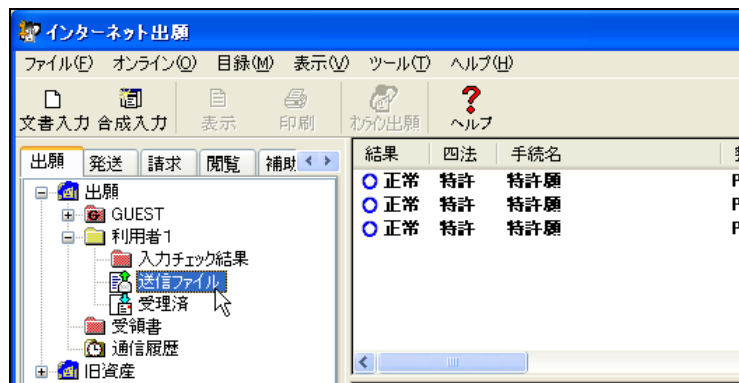 インターネット出願
ファイル(F) オンライン(O) 目録(M) 表示(V) ツール(T) ヘルプ(H)
文書入力 合成入力 表示 印刷 オンライン出願 ヘルプ
出願 発送 請求 閲覧 補助
結果 四法 手続名
正常 特許 特許願
正常 特許 特許願
正常 特許 特許願
出願
GUEST
利用者1
入力チェック結果
送信ファイル
受理済
受領書
通信履歴
旧資産